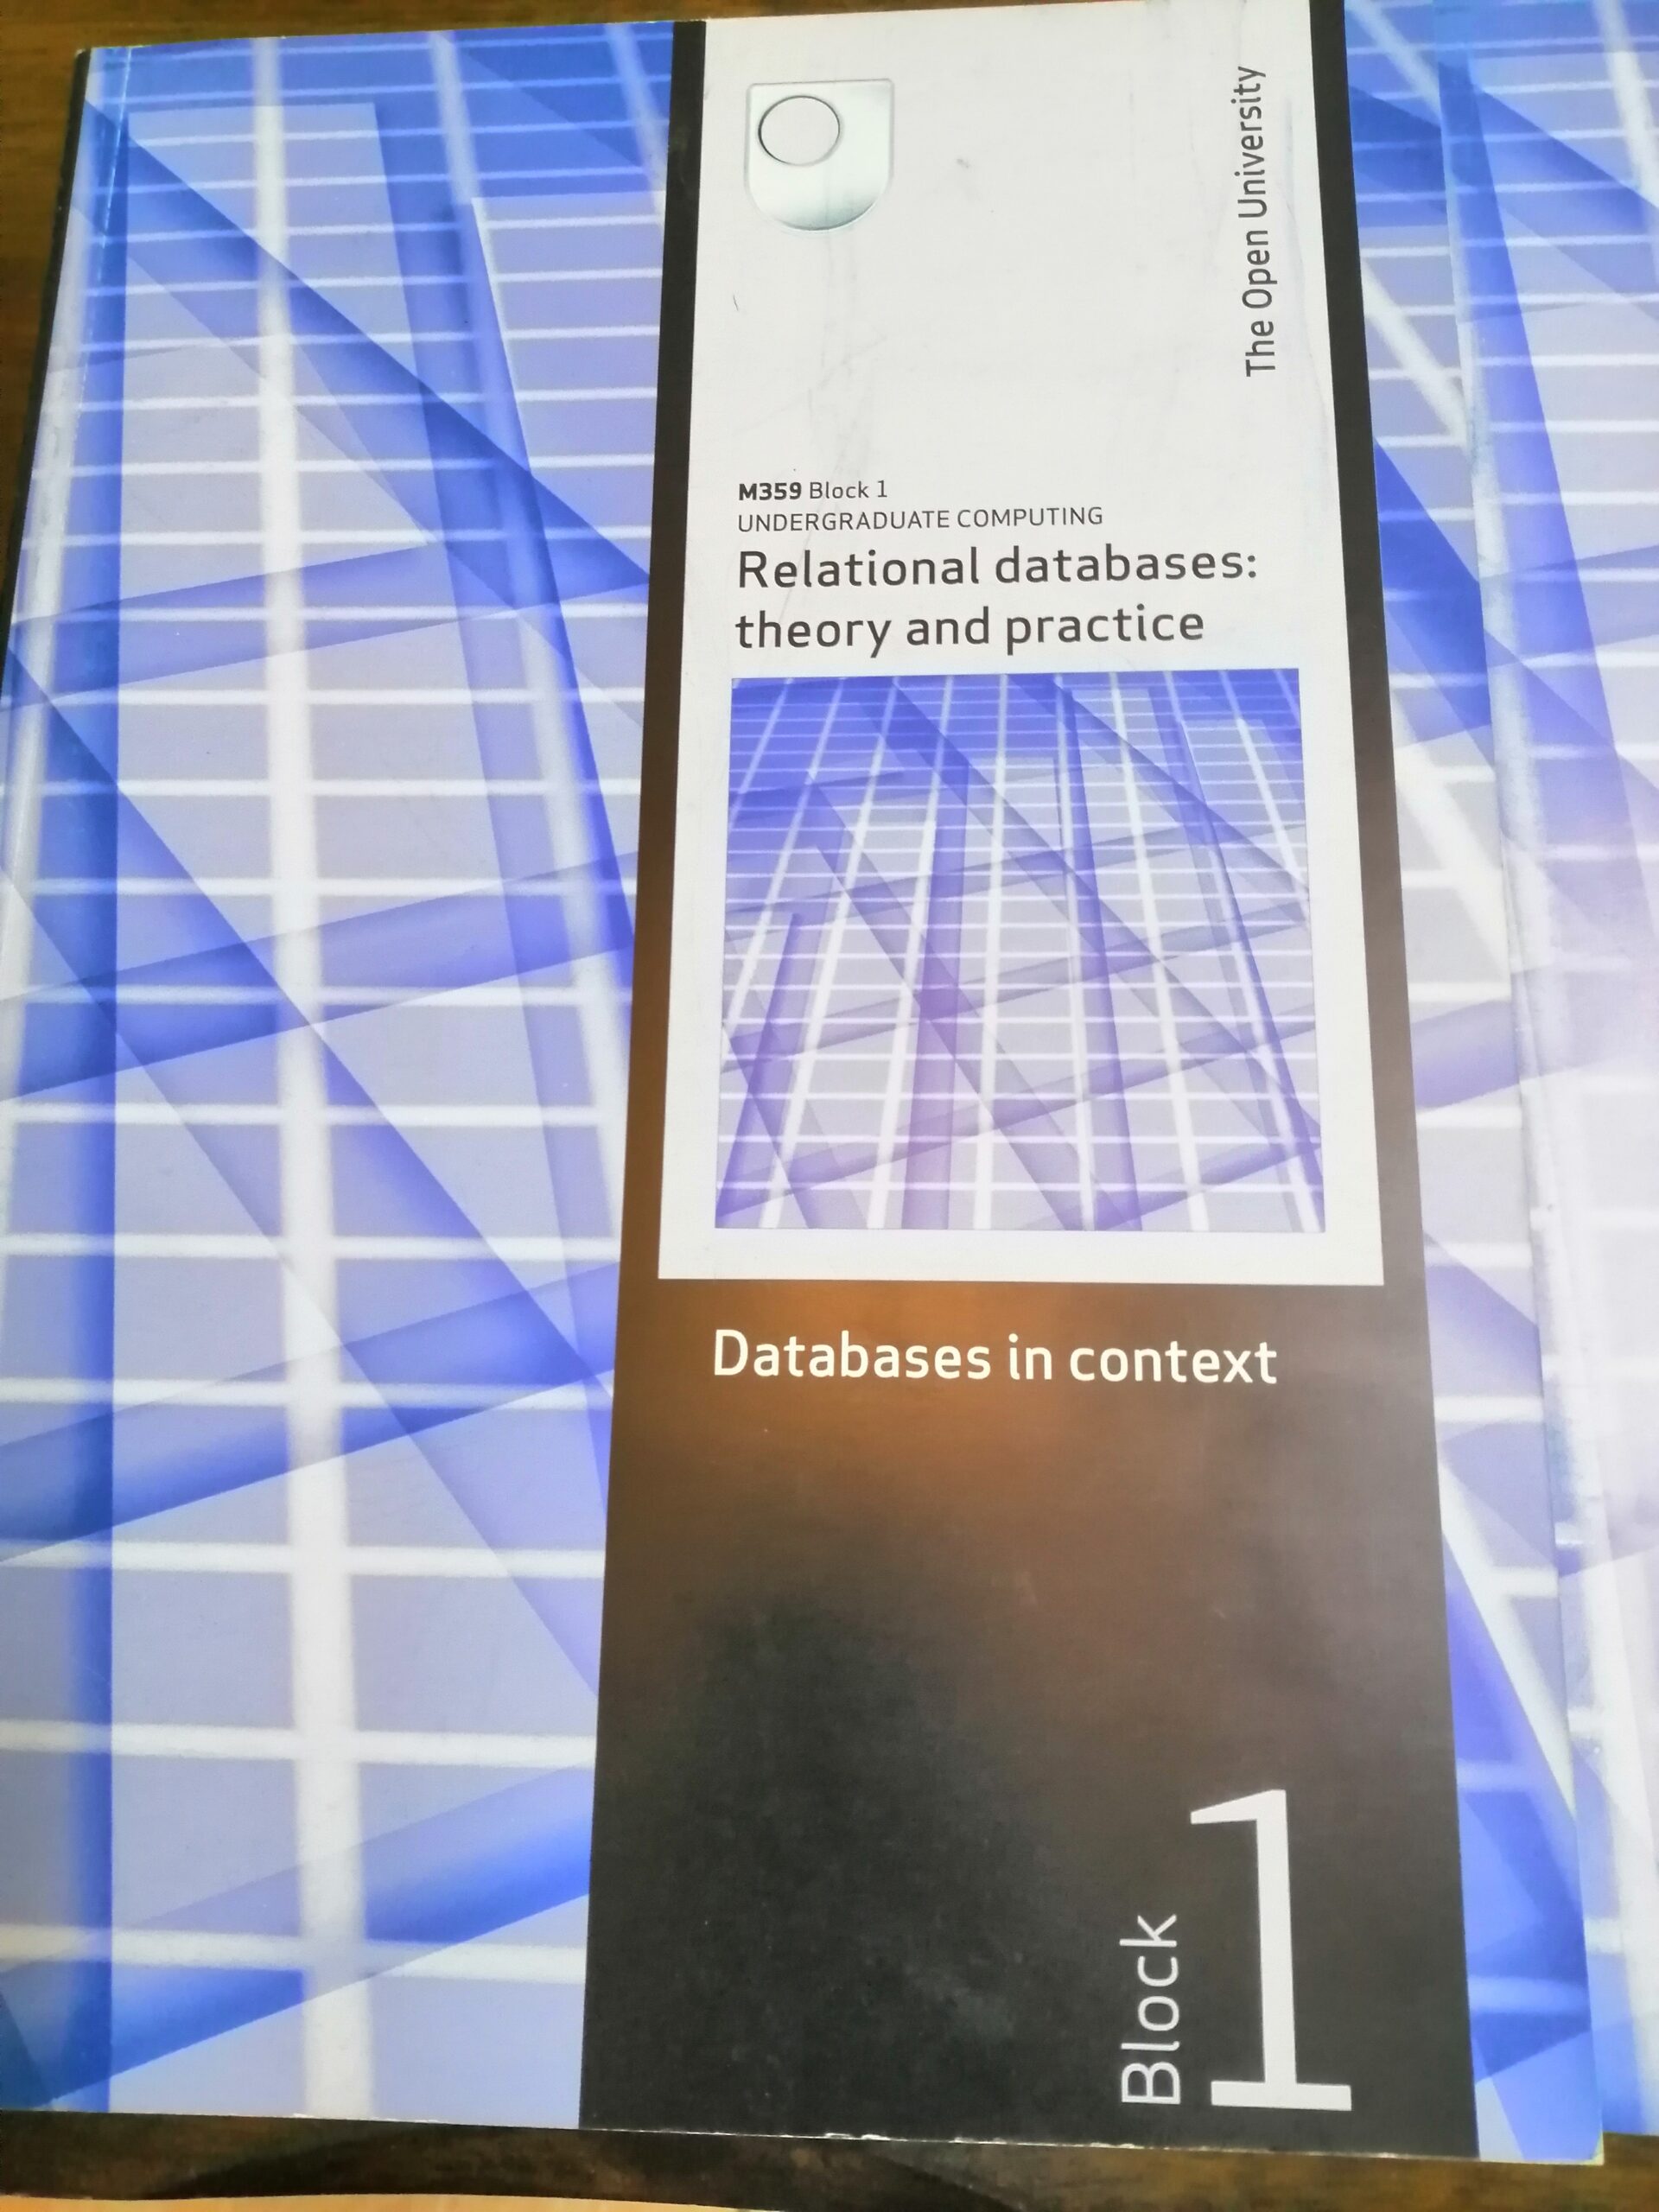 The Open University
M359 Block 1
UNDERGRADUATE COMPUTING
Relational databases:
theory and practice
Databases in context
Block
1